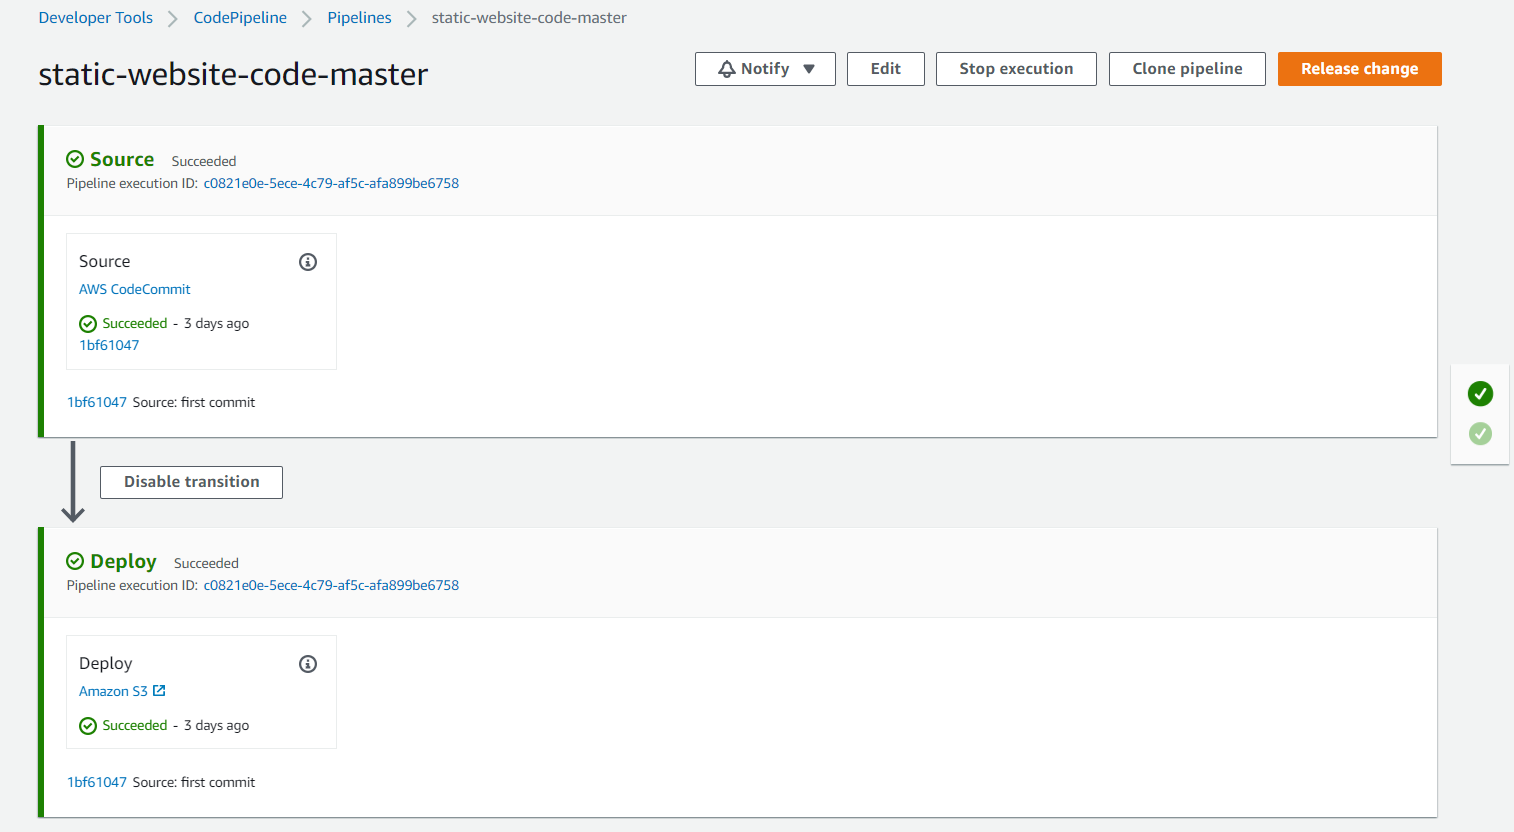 Developer Tools CodePipeline Pipelines static-website-code-master
static-website-code-master
Notify Edit Stop execution Clone pipeline Release change
Source Succeeded
Pipeline execution ID: c0821e0e-5ece-4c79-af5c-afa899be6758
Source
AWS CodeCommit
Succeeded - 3 days ago
1bf61047
1bf61047 Source: first commit
Disable transition
Deploy Succeeded
Pipeline execution ID: c0821e0e-5ece-4c79-af5c-afa899be6758
Deploy
Amazon S3
Succeeded - 3 days ago
1bf61047 Source: first commit